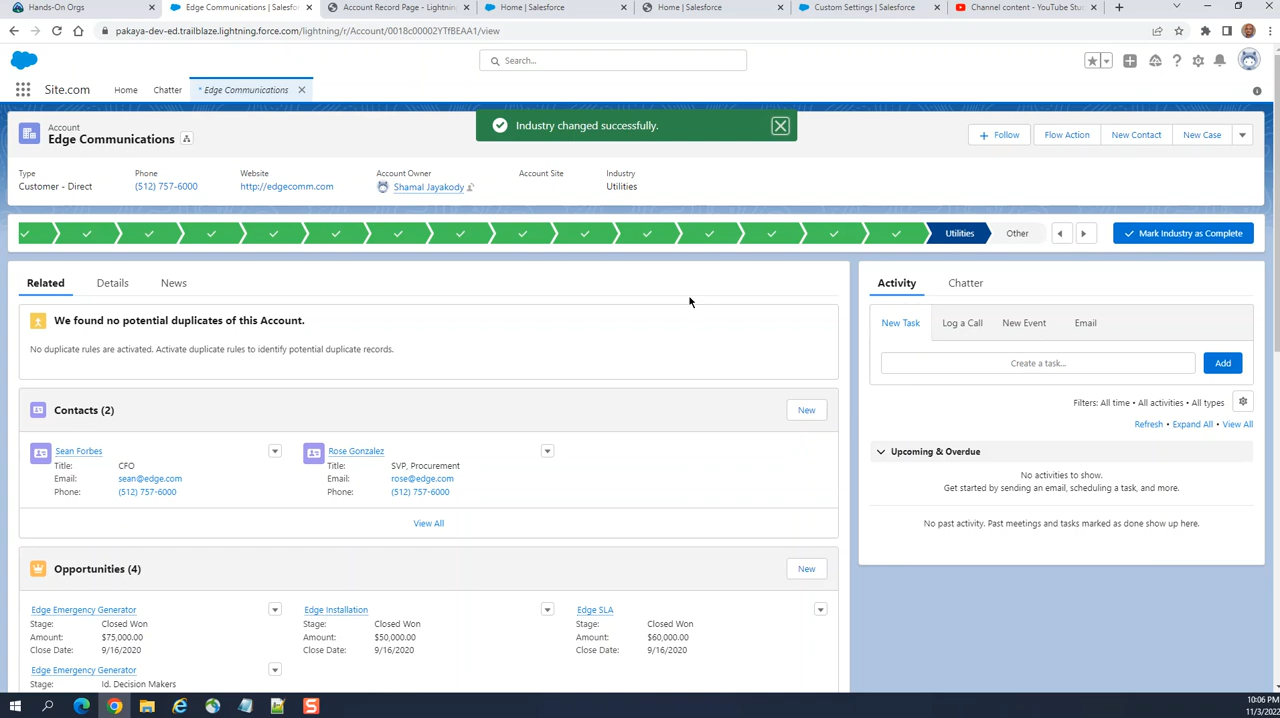 Hands-On Orgs
Edge Communications | Salesfo
Account Record Page - Lightnin
Home | Salesforce
Home | Salesforce
Custom Settings | Salesforce
Channel content - YouTube Stu
pakaya-dev-ed.trailblaze.lightning.force.com/lightning/r/Account/0018c00002YTfBEAA1/view
Search...
Site.com
Home
Chatter
* Edge Communications
Industry changed successfully.
Account
Edge Communications
Follow
Flow Action
New Contact
New Case
Type
Phone
Website
Account Owner
Account Site
Industry
Customer - Direct
(512) 757-6000
http://edgecomm.com
Shamal Jayakody
Utilities
Utilities
Other
Mark Industry as Complete
Related
Details
News
Activity
Chatter
We found no potential duplicates of this Account.
No duplicate rules are activated. Activate duplicate rules to identify potential duplicate records.
New Task
Log a Call
New Event
Email
Create a task...
Add
Filters: All time • All activities • All types
Refresh • Expand All • View All
Upcoming & Overdue
No activities to show.
Get started by sending an email, scheduling a task, and more.
No past activity. Past meetings and tasks marked as done show up here.
Contacts (2)
New
Sean Forbes
Title: CFO
Email: sean@edge.com
Phone: (512) 757-6000
Rose Gonzalez
Title: SVP, Procurement
Email: rose@edge.com
Phone: (512) 757-6000
View All
Opportunities (4)
New
Edge Emergency Generator
Stage: Closed Won
Amount: $75,000.00
Close Date: 9/16/2020
Edge Installation
Stage: Closed Won
Amount: $50,000.00
Close Date: 9/16/2020
Edge SLA
Stage: Closed Won
Amount: $60,000.00
Close Date: 9/16/2020
Edge Emergency Generator
Stage: Id. Decision Makers
10:06 PM